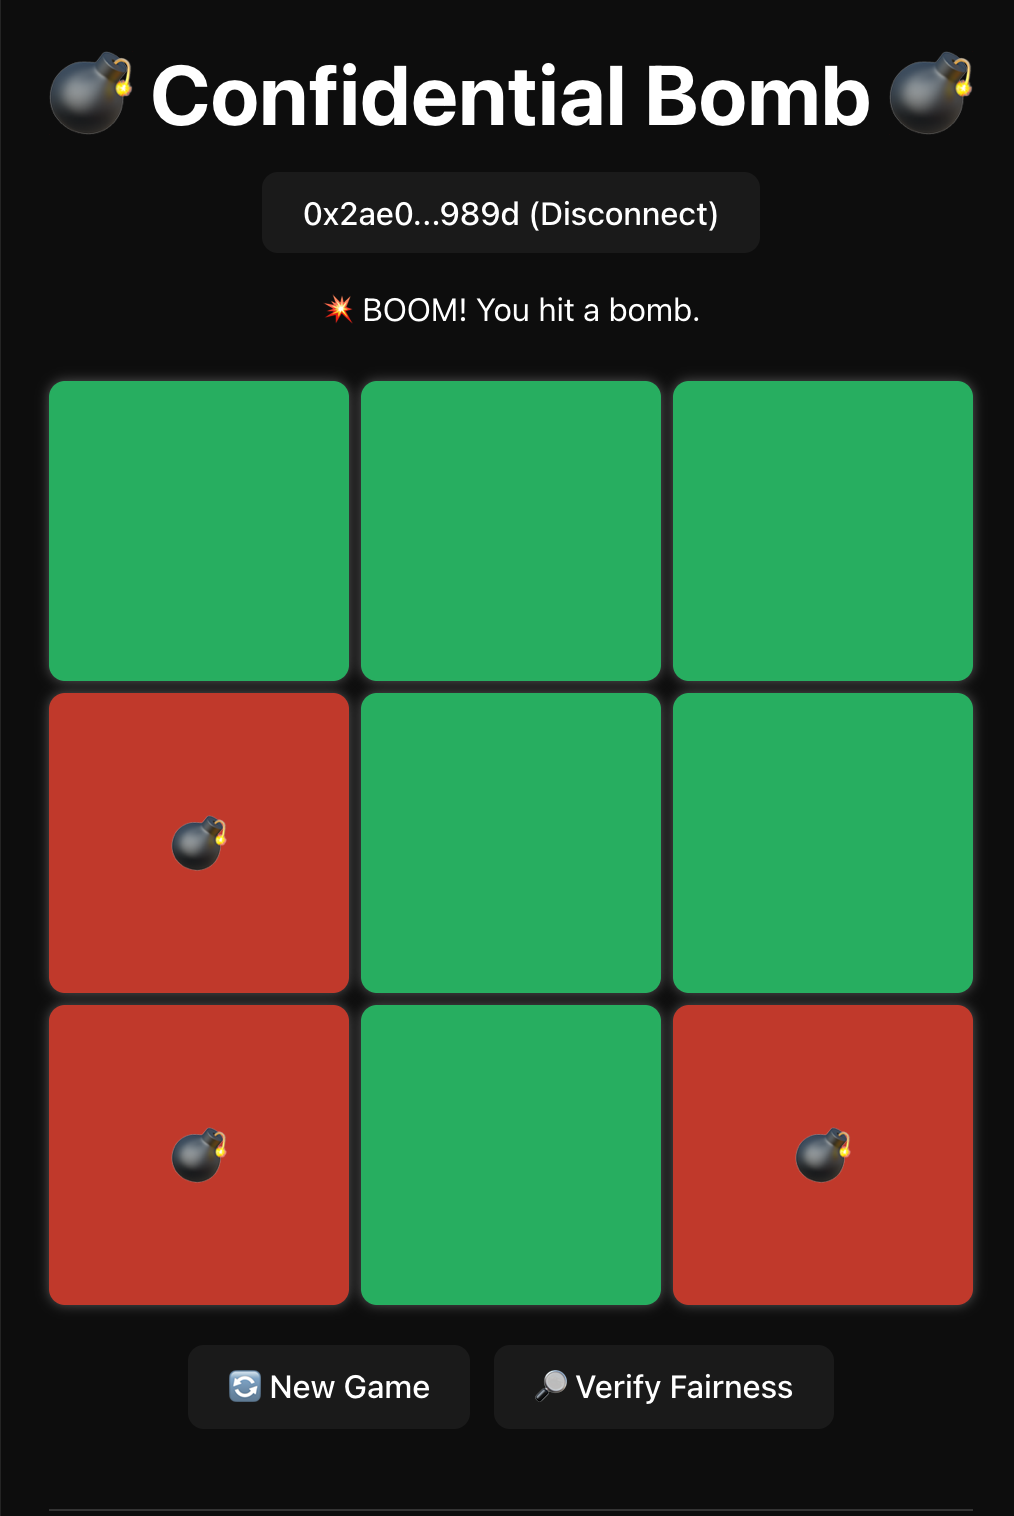 💣 Confidential Bomb 💣
0x2ae0...989d (Disconnect)
💥 BOOM! You hit a bomb.
🔄 New Game
🔎 Verify Fairness